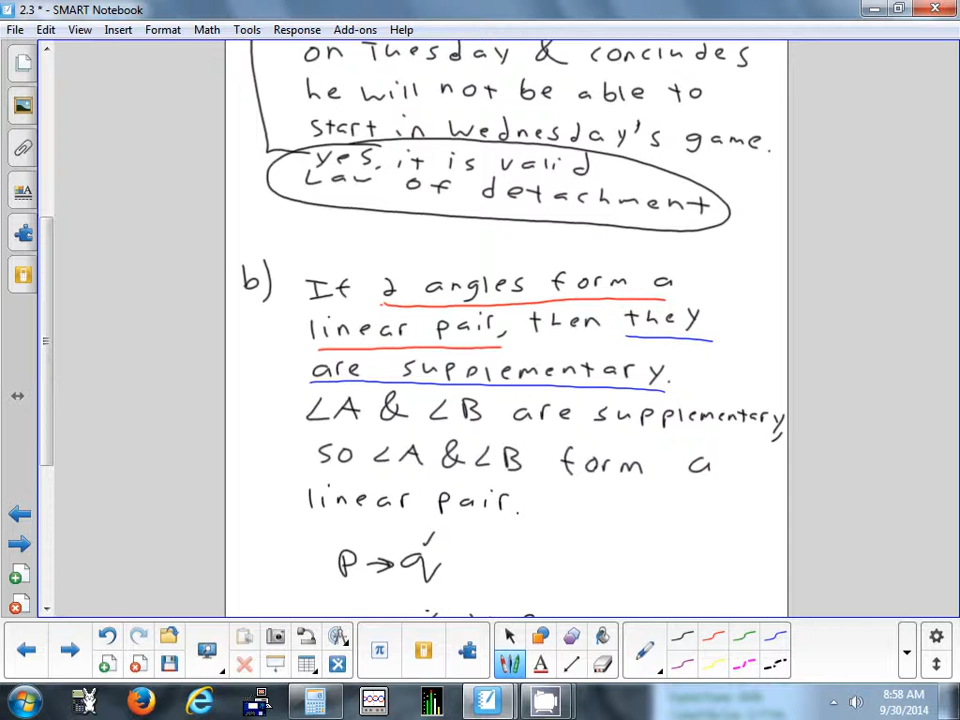 2.3 * - SMART Notebook
File Edit View Insert Format Math Tools Response Add-ons Help
on Tuesday & concludes
he will not be able to
start in Wednesday's game.
yes, it is valid
Law of detachment
b) If 2 angles form a
linear pair, then they
are supplementary.
∠A & ∠B are supplementary,
so ∠A & ∠B form a
linear pair.
P → q ✓
π
A
8:58 AM
9/30/2014